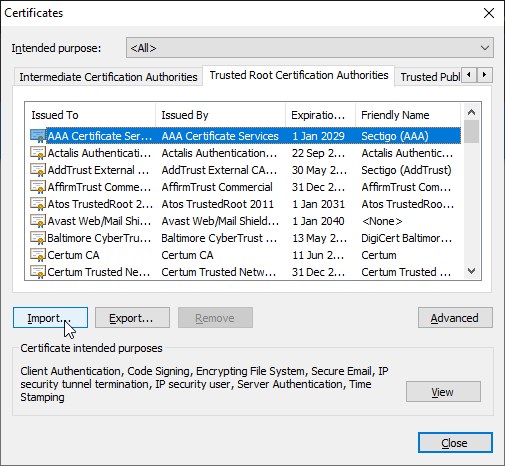 Certificates
Intended purpose: <All>
Intermediate Certification Authorities Trusted Root Certification Authorities Trusted Publ
Issued To Issued By Expiratio... Friendly Name
AAA Certificate Ser... AAA Certificate Services 1 Jan 2029 Sectigo (AAA)
Actalis Authentication... Actalis Authentication... 22 Sep 2... Actalis Authentic...
AddTrust External ... AddTrust External CA... 30 May 2... Sectigo (AddTrust)
AffirmTrust Comme... AffirmTrust Commercial 31 Dec 2... AffirmTrust Com...
Atos TrustedRoot 2... Atos TrustedRoot 2011 1 Jan 2031 Atos TrustedRoo...
Avast Web/Mail Shi... Avast Web/Mail Shield... 1 Jan 2040 <None>
Baltimore CyberTru... Baltimore CyberTrust ... 13 May 2... DigiCert Baltimor...
Certum CA Certum CA 11 Jun 2... Certum
Certum Trusted Ne... Certum Trusted Netw... 31 Dec 2... Certum Trusted ...
Import... Export... Remove Advanced
Certificate intended purposes
Client Authentication, Code Signing, Encrypting File System, Secure Email, IP
security tunnel termination, IP security user, Server Authentication, Time
Stamping
View
Close